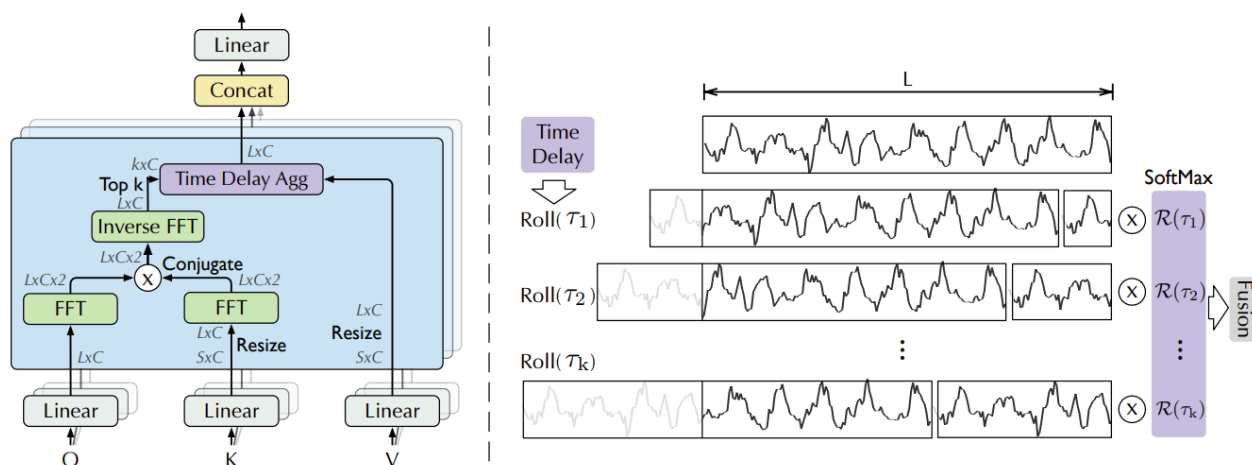 Linear
Concat
LxC
kxC
Time Delay Agg
Top k
LxC
Inverse FFT
LxCx2
Conjugate
LxCx2
X
LxCx2
FFT
FFT
LxC
LxC
Resize
LxC
Resize
SxC
SxC
Linear
Linear
Linear
Q
K
V
L
Time
Delay
SoftMax
Roll(τ1)
X
R(τ1)
Roll(τ2)
X
R(τ2)
Fusion
⋮
⋮
Roll(τk)
X
R(τk)